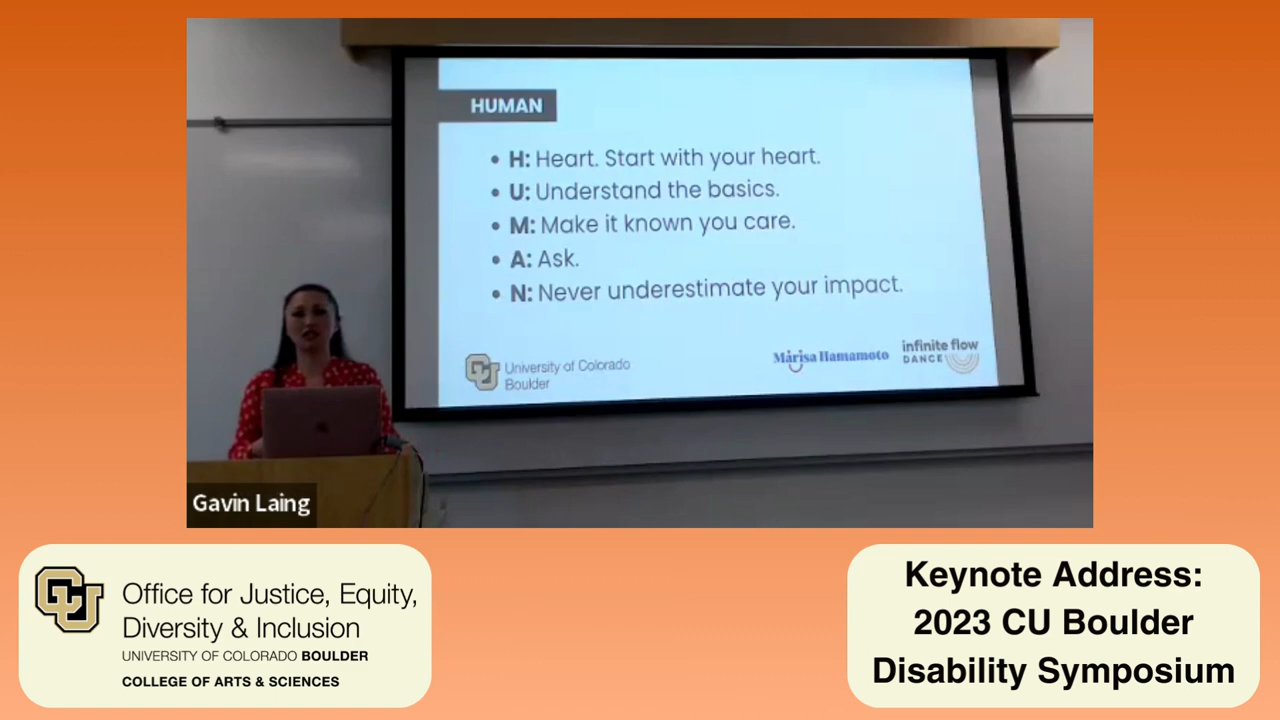 HUMAN
• H: Heart. Start with your heart.
• U: Understand the basics.
• M: Make it known you care.
• A: Ask.
• N: Never underestimate your impact.
CU
University of Colorado
Boulder
Marisa Hamamoto
infinite flow
DANCE
Gavin Laing
CU
Office for Justice, Equity,
Diversity & Inclusion
UNIVERSITY OF COLORADO BOULDER
COLLEGE OF ARTS & SCIENCES
Keynote Address:
2023 CU Boulder
Disability Symposium